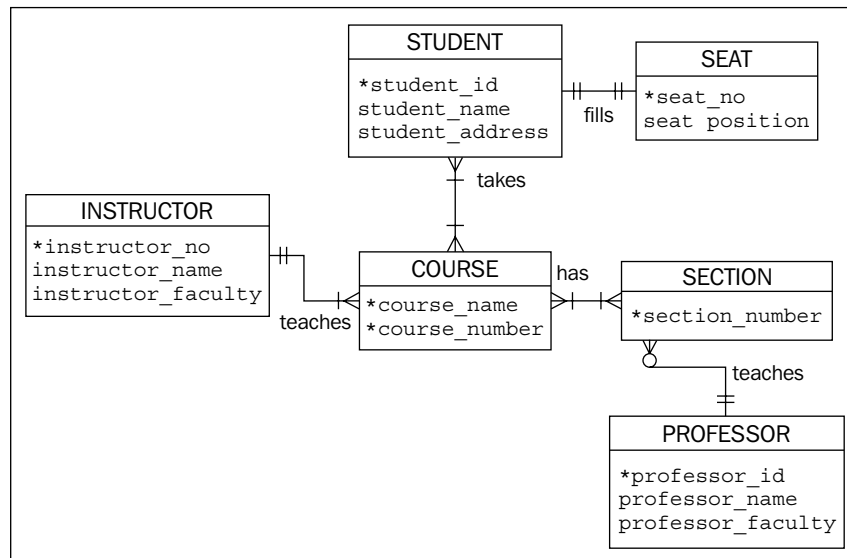 STUDENT
*student_id
student_name
student_address
SEAT
*seat_no
seat position
fills
takes
INSTRUCTOR
*instructor_no
instructor_name
instructor_faculty
teaches
COURSE
*course_name
*course_number
has
SECTION
*section_number
teaches
PROFESSOR
*professor_id
professor_name
professor_faculty